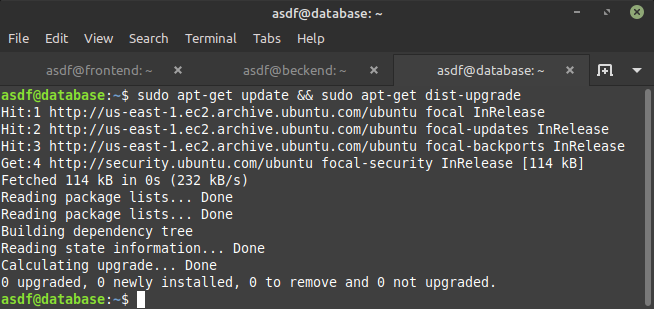 asdf@database: ~
File Edit View Search Terminal Tabs Help
asdf@frontend: ~ asdf@beckend: ~ asdf@database: ~
asdf@database:~$ sudo apt-get update && sudo apt-get dist-upgrade
Hit:1 http://us-east-1.ec2.archive.ubuntu.com/ubuntu focal InRelease
Hit:2 http://us-east-1.ec2.archive.ubuntu.com/ubuntu focal-updates InRelease
Hit:3 http://us-east-1.ec2.archive.ubuntu.com/ubuntu focal-backports InRelease
Get:4 http://security.ubuntu.com/ubuntu focal-security InRelease [114 kB]
Fetched 114 kB in 0s (232 kB/s)
Reading package lists... Done
Reading package lists... Done
Building dependency tree
Reading state information... Done
Calculating upgrade... Done
0 upgraded, 0 newly installed, 0 to remove and 0 not upgraded.
asdf@database:~$